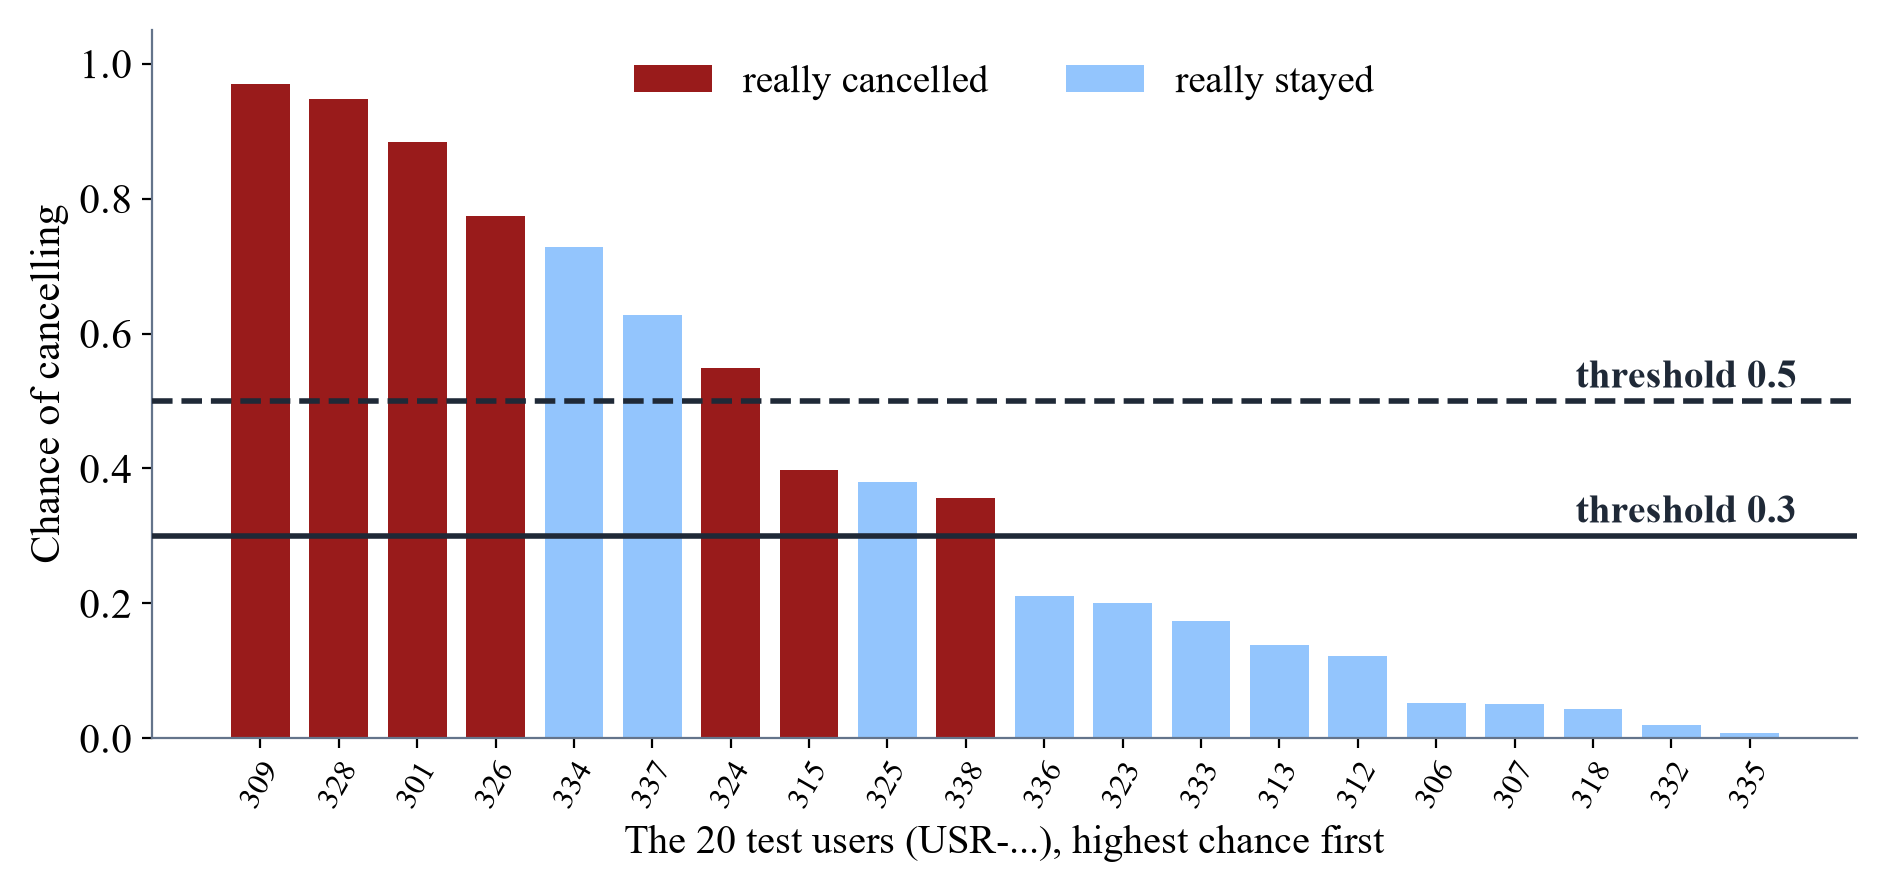 1.0
really cancelled
really stayed
0.8
0.6
threshold 0.5
0.4
threshold 0.3
0.2
0.0
Chance of cancelling
309 328 301 326 334 337 324 315 325 338 336 323 333 313 312 306 307 318 332 335
The 20 test users (USR-...), highest chance first